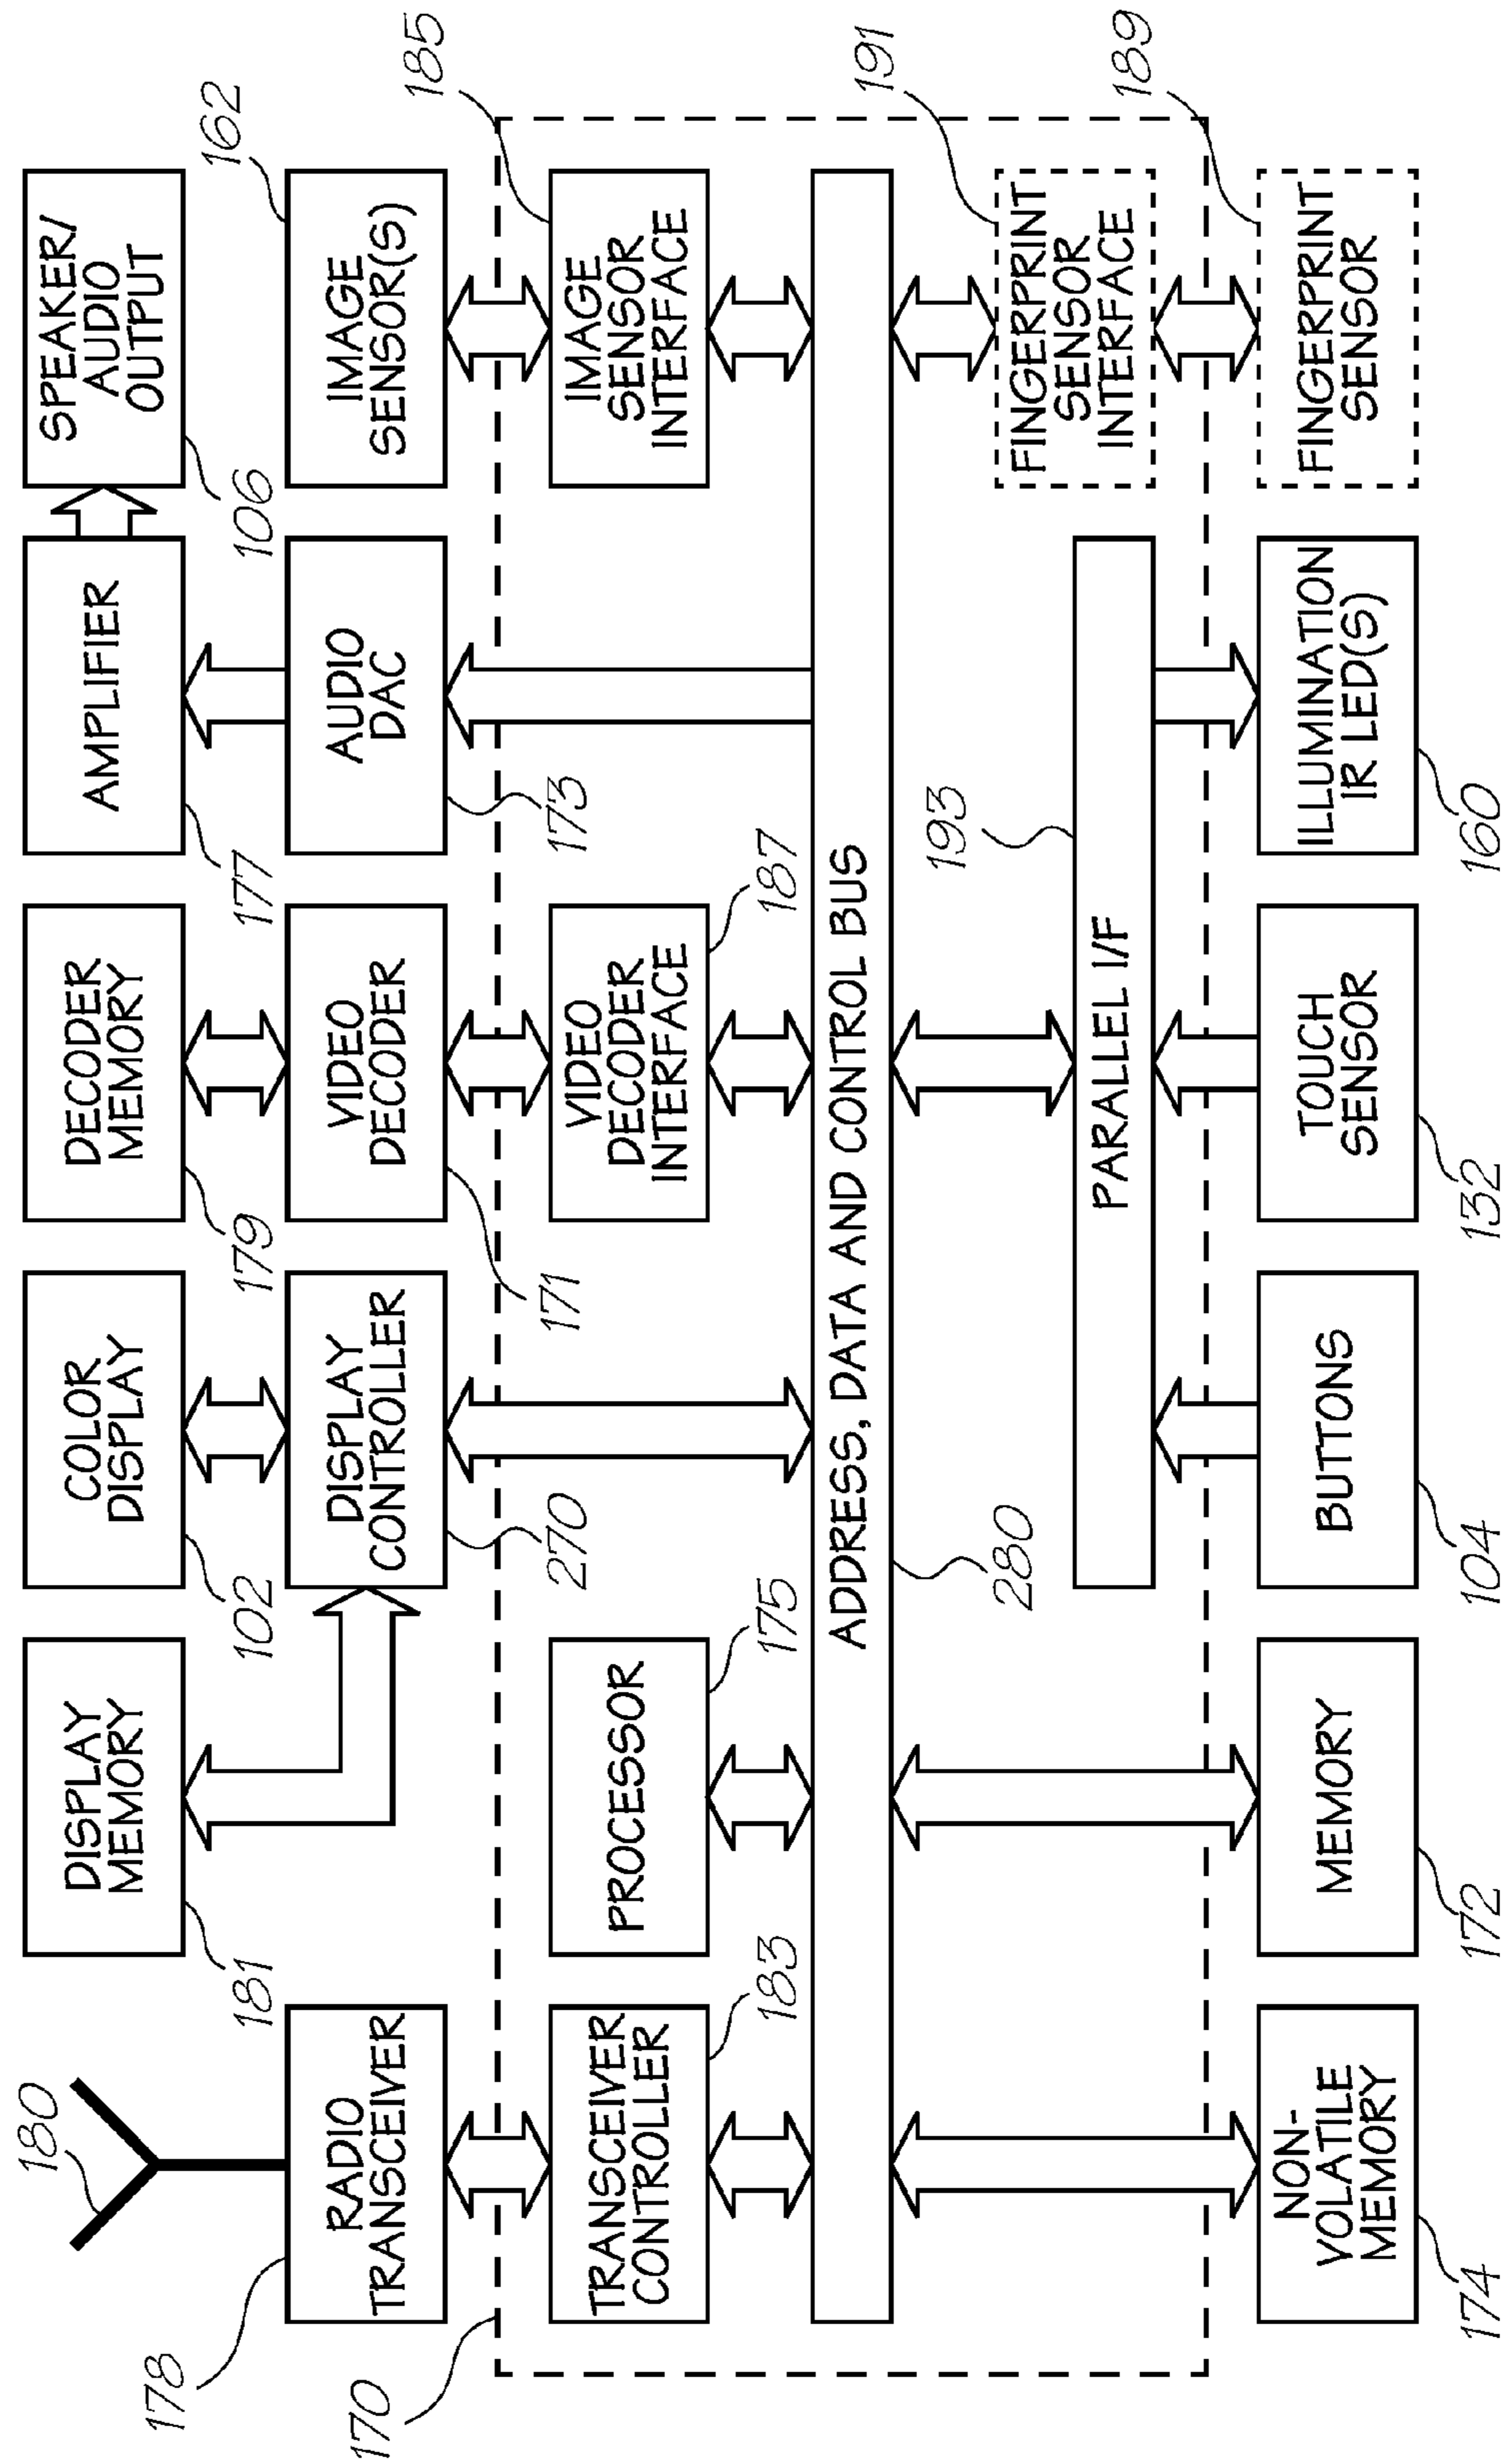 180
178
RADIO
TRANSCEIVER
DISPLAY
MEMORY
181
COLOR
DISPLAY
102
DISPLAY
CONTROLLER
270
DECODER
MEMORY
179
VIDEO
DECODER
171
AMPLIFIER
177
AUDIO
DAC
173
SPEAKER/
AUDIO
OUTPUT
106
IMAGE
SENSOR(S)
162
170
TRANSCEIVER
CONTROLLER
183
PROCESSOR
175
VIDEO
DECODER
INTERFACE
187
IMAGE
SENSOR
INTERFACE
185
ADDRESS, DATA AND CONTROL BUS
280
193
PARALLEL I/F
191
FINGERPRINT
SENSOR
INTERFACE
189
NON-
VOLATILE
MEMORY
174
MEMORY
172
BUTTONS
104
TOUCH
SENSOR
132
ILLUMINATION
IR LED(S)
160
FINGERPRINT
SENSOR